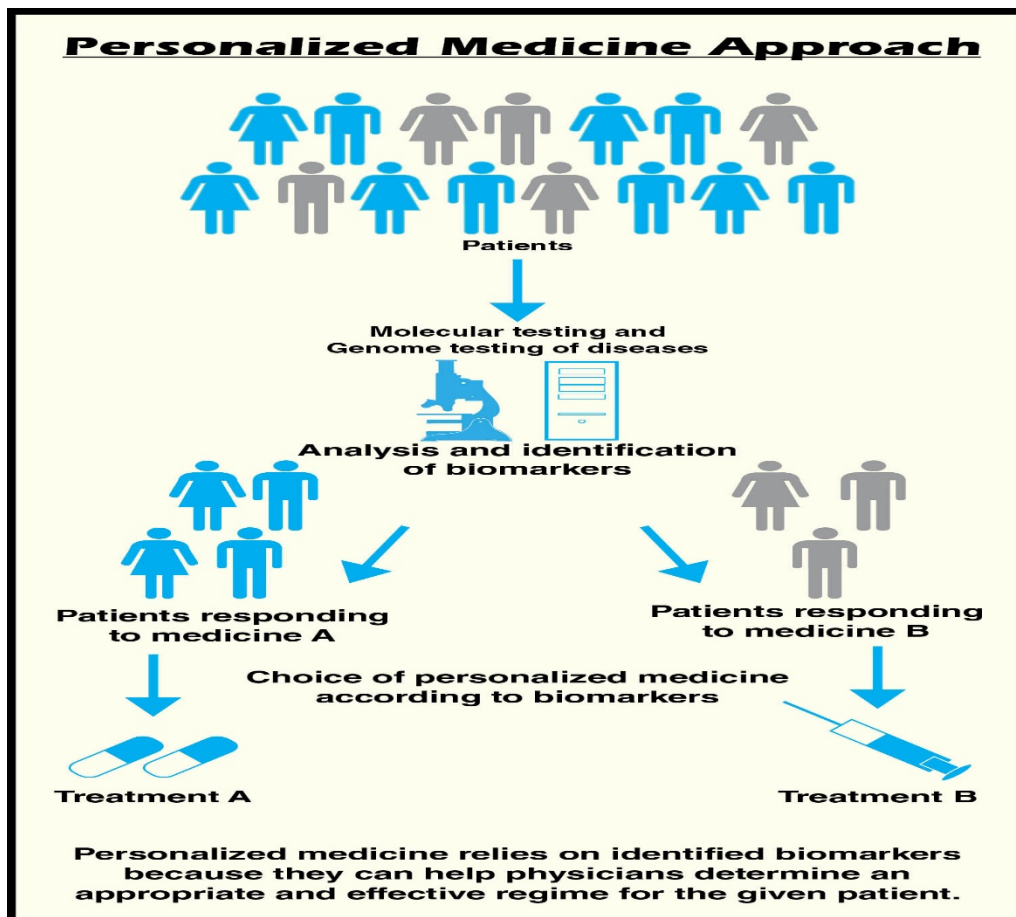 Personalized Medicine Approach
Patients
Molecular testing and
Genome testing of diseases
Analysis and identification
of biomarkers
Patients responding
to medicine A
Patients responding
to medicine B
Choice of personalized medicine
according to biomarkers
Treatment A
Treatment B
Personalized medicine relies on identified biomarkers
because they can help physicians determine an
appropriate and effective regime for the given patient.